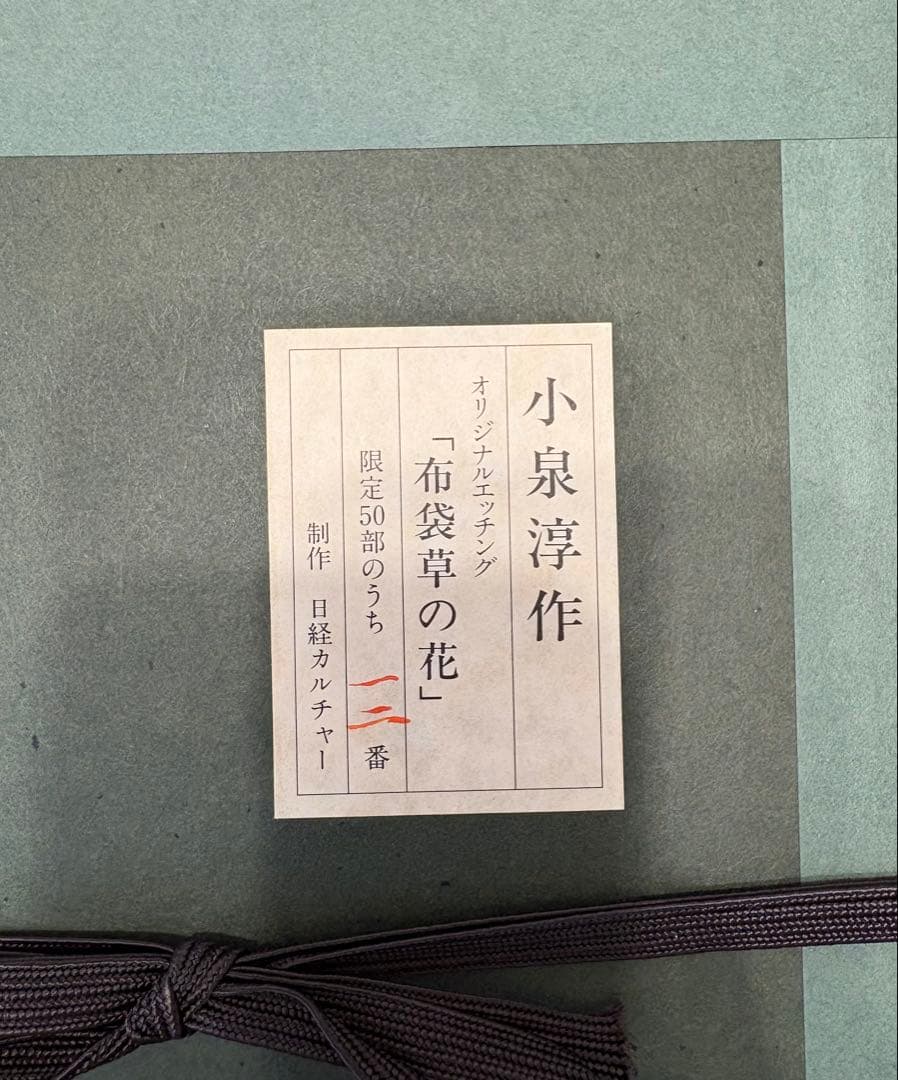 小泉淳作
オリジナルエッチング
「布袋草の花」
限定50部のうち 一二番
制作 日経カルチャー